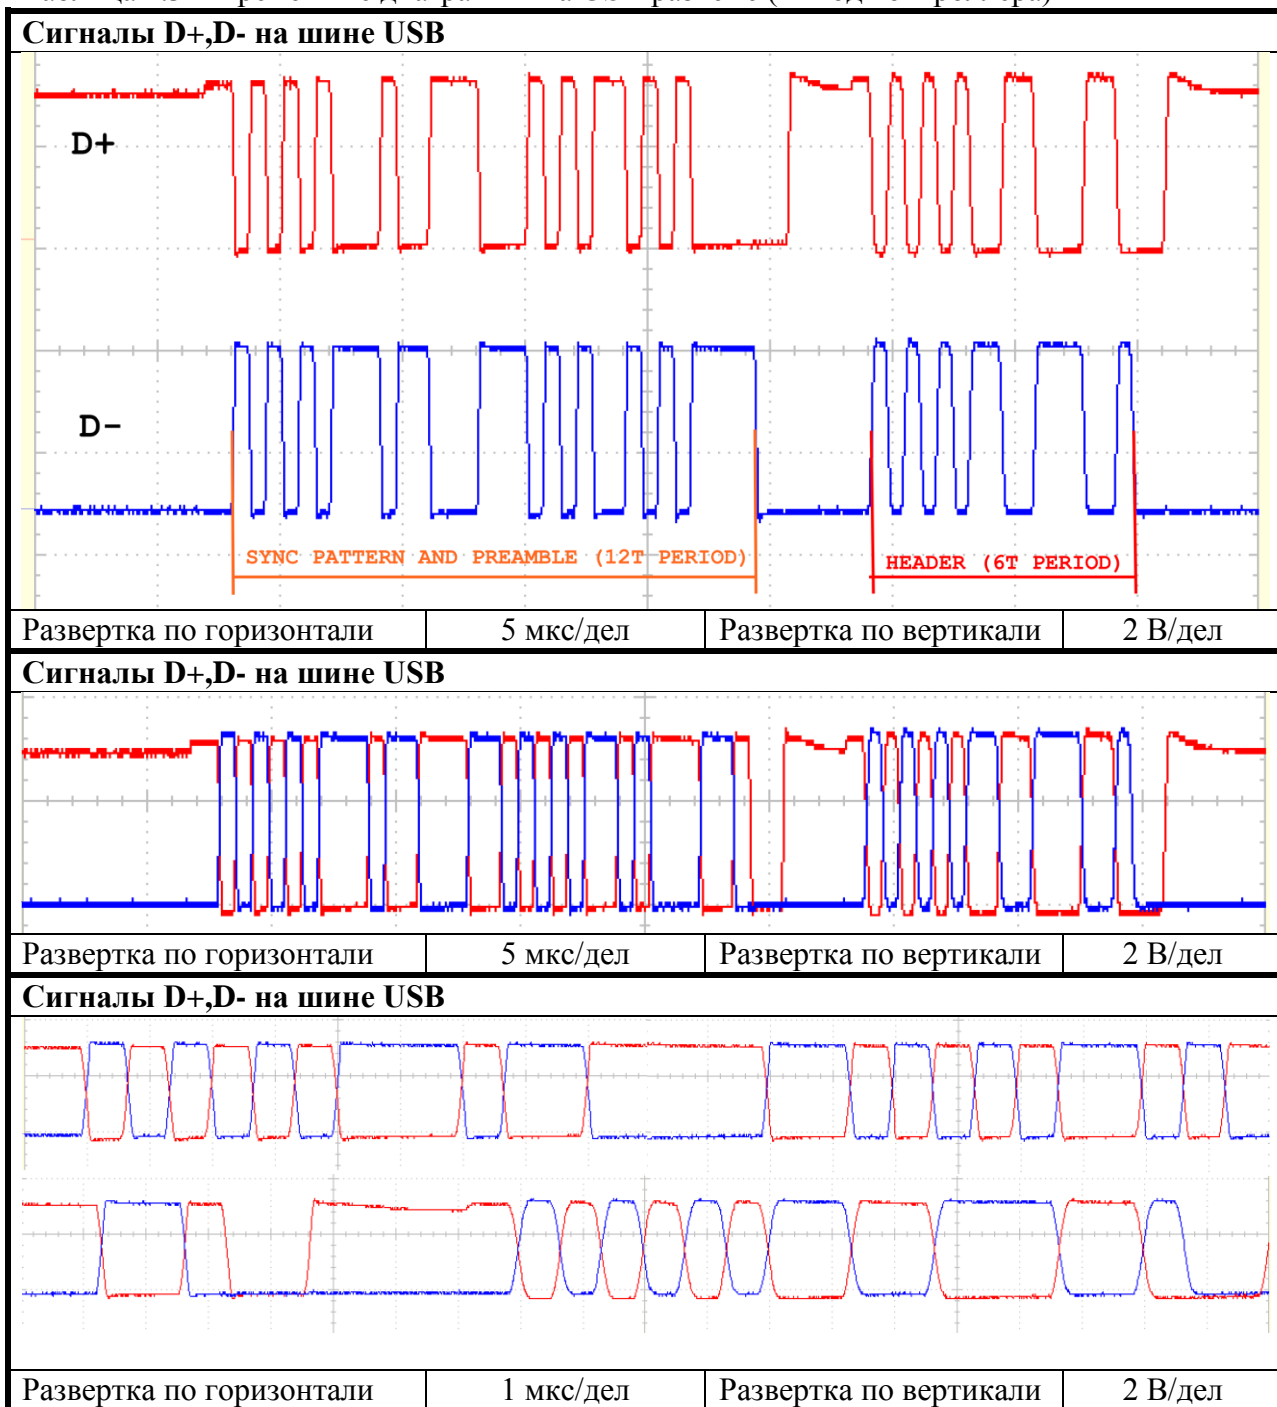 Сигналы D+,D- на шине USB
D+
D−
SYNC PATTERN AND PREAMBLE (12T PERIOD)
HEADER (6T PERIOD)
Развертка по горизонтали 5 мкс/дел Развертка по вертикали 2 В/дел
Сигналы D+,D- на шине USB
Развертка по горизонтали 5 мкс/дел Развертка по вертикали 2 В/дел
Сигналы D+,D- на шине USB
Развертка по горизонтали 1 мкс/дел Развертка по вертикали 2 В/дел